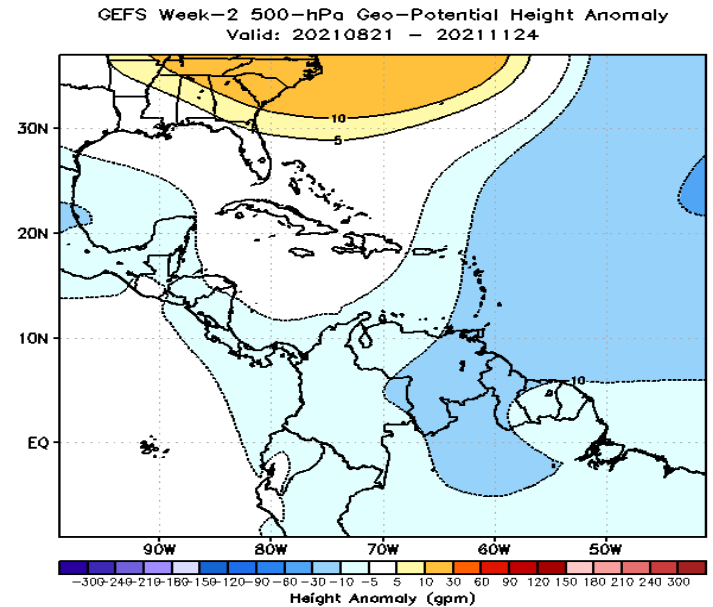 GEFS Week-2 500-hPa Geo-Potential Height Anomaly
Valid: 20210821 - 20211124
30N
20N
10N
EQ
10
5
10
90W 80W 70W 60W 50W
-300-240-210-180-150-120-90 -60 -30 -10 -5 5 10 30 60 90 120 150 180 210 240 300
Height Anomaly (gpm)